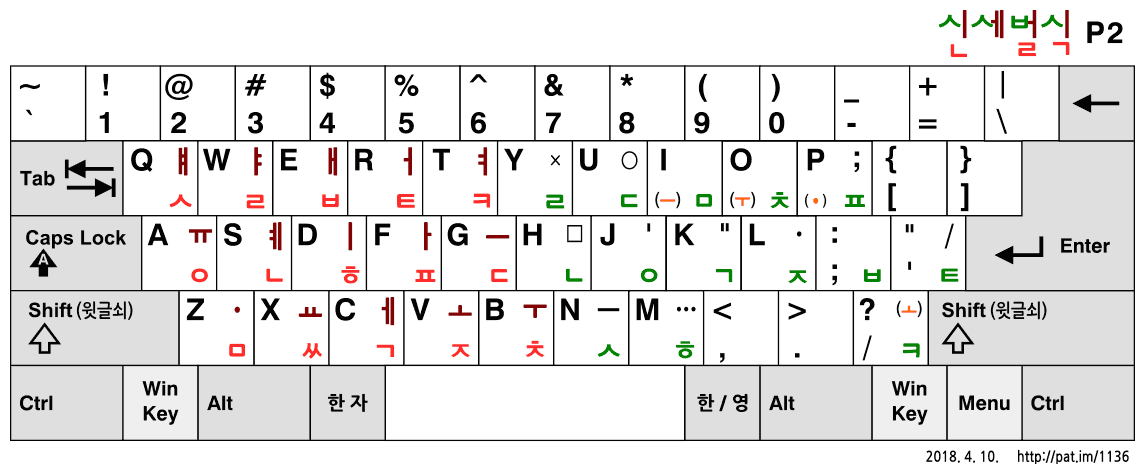 신세벌식 P2
~ ! @ # $ % ^ & * ( ) _ + |
` 1 2 3 4 5 6 7 8 9 0 - = \ ←
Tab Q ㅒ W ㅑ E ㅐ R ㅓ T ㅕ Y × U ○ I O P ; { }
ㅅ ㄹ ㅂ ㅌ ㅋ ㄹ ㄷ (ㅡ) ㅁ (ㅜ) ㅊ (ㆍ) ㅍ [ ]
Caps Lock A ㅠ S ㅖ D ㅣ F ㅏ G ㅡ H □ J ' K " L · : " / Enter
A ㅇ ㄴ ㅎ ㅍ ㄷ ㄴ ㅇ ㄱ ㅈ ; ㅂ ' ㅌ
Shift (윗글쇠) Z ㆍ X ㅛ C ㅔ V ㅗ B ㅜ N ― M … < > ? (ㅗ) Shift (윗글쇠)
ㅁ ㅆ ㄱ ㅈ ㅊ ㅅ ㅎ , . / ㅋ
Ctrl Win Key Alt 한자 한/영 Alt Win Key Menu Ctrl
2018. 4. 10. http://pat.im/1136